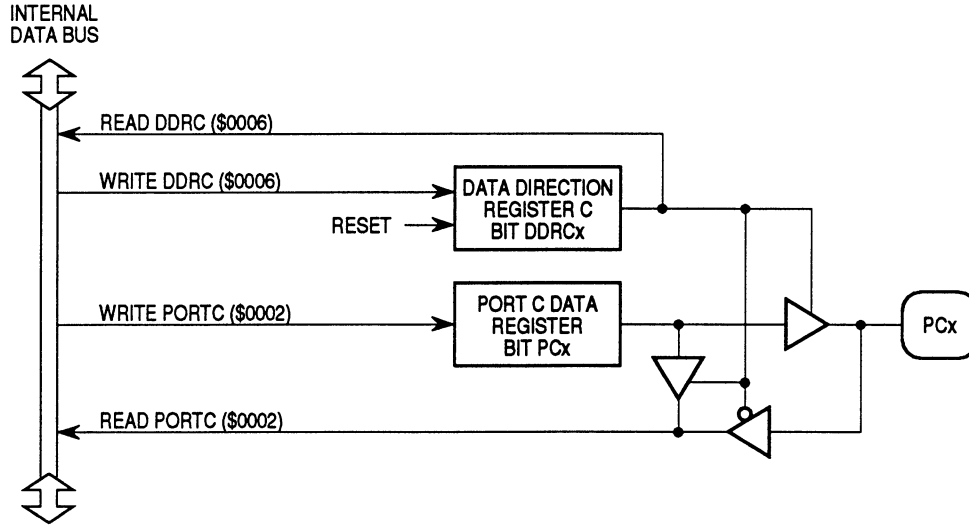 INTERNAL
DATA BUS
READ DDRC ($0006)
WRITE DDRC ($0006)
RESET
DATA DIRECTION
REGISTER C
BIT DDRCx
WRITE PORTC ($0002)
PORT C DATA
REGISTER
BIT PCx
PCx
READ PORTC ($0002)